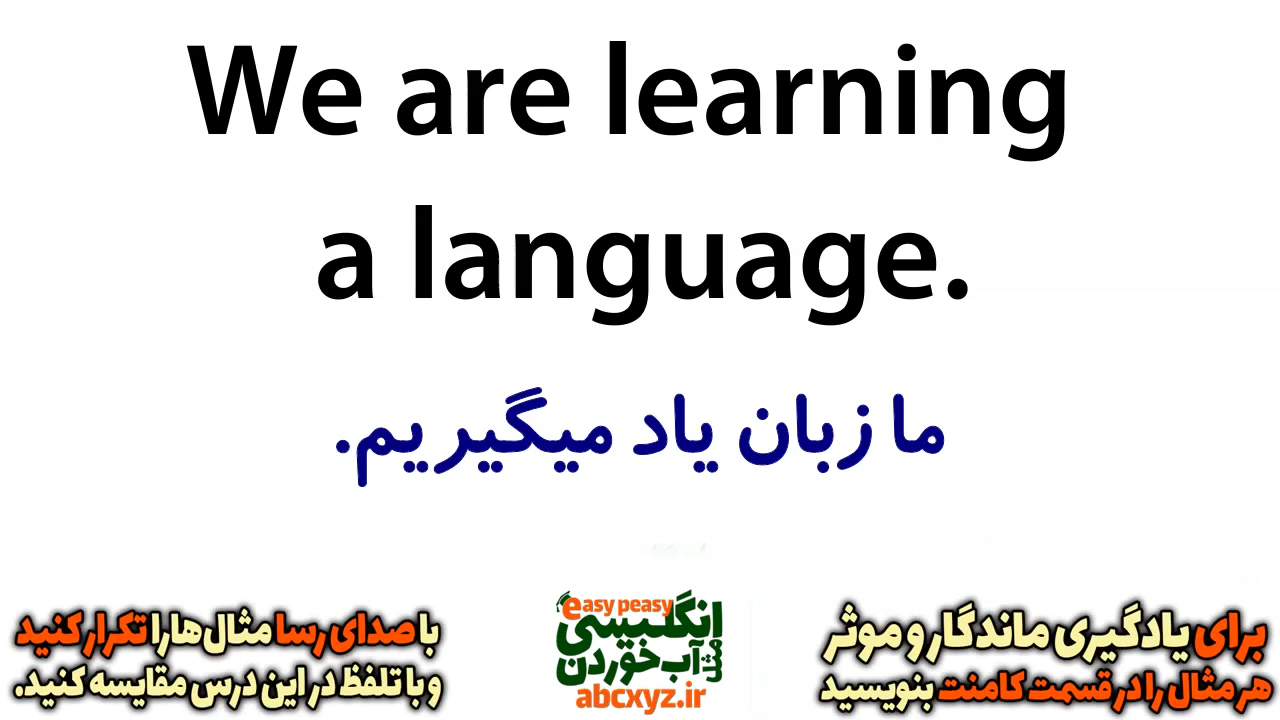 We are learning
a language.
ما زبان یاد میگیریم.
با صدای رسا مثال‌ها را تکرار کنید
و با تلفظ در این درس مقایسه کنید.
easy peasy
انگلیسی
مثل آب خوردن
abcxyz.ir
برای یادگیری ماندگار و موثر
هر مثال را در قسمت کامنت بنویسید